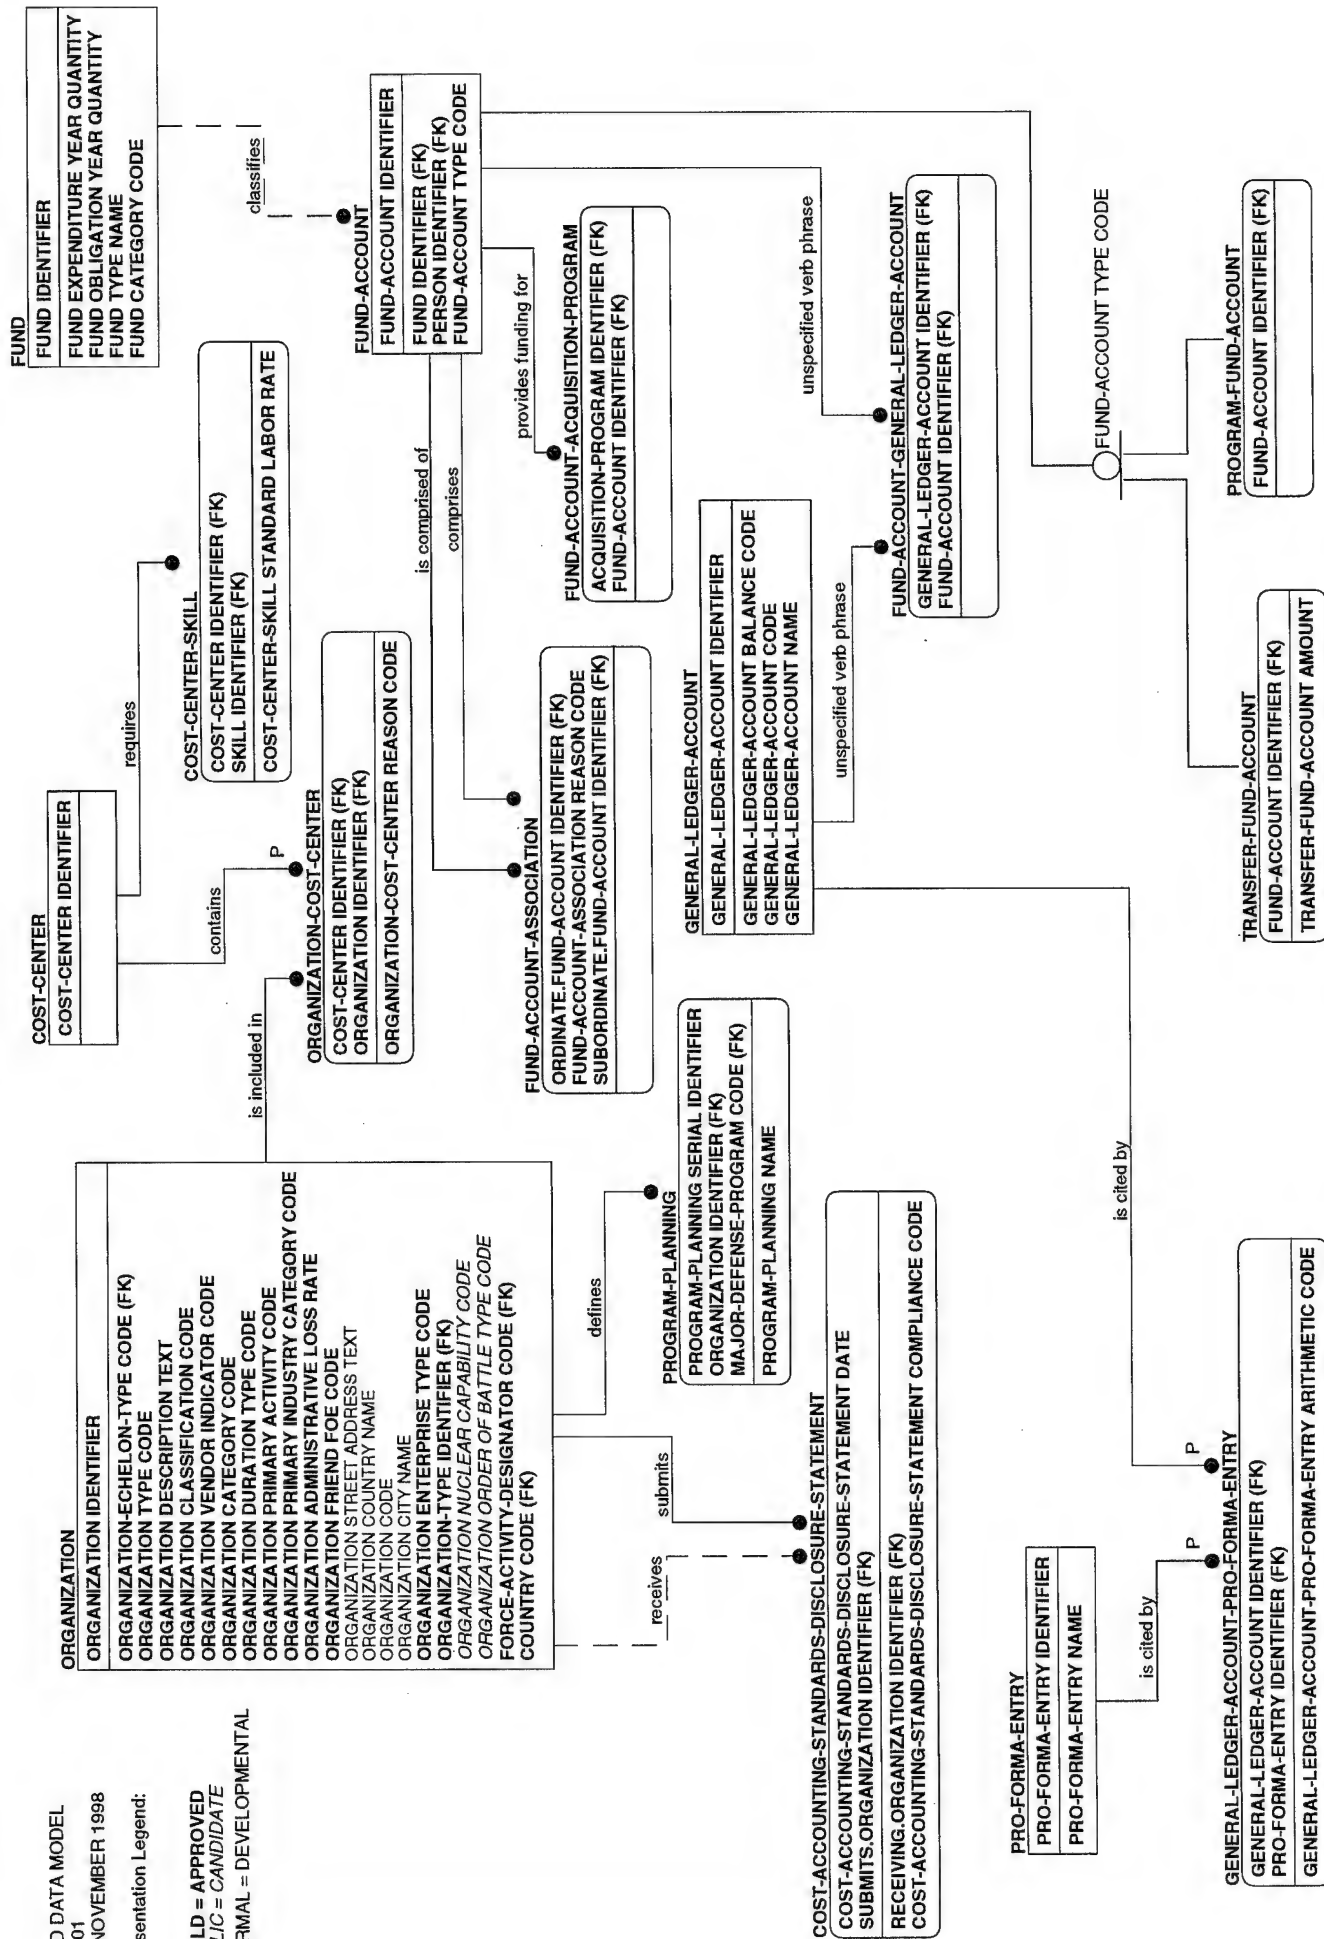 D DATA MODEL
01
NOVEMBER 1998
sentation Legend:
LD = APPROVED
LIC = CANDIDATE
RMAL = DEVELOPMENTAL
ORGANIZATION
ORGANIZATION IDENTIFIER
ORGANIZATION-ECHELON-TYPE CODE (FK)
ORGANIZATION TYPE CODE
ORGANIZATION DESCRIPTION TEXT
ORGANIZATION CLASSIFICATION CODE
ORGANIZATION VENDOR INDICATOR CODE
ORGANIZATION CATEGORY CODE
ORGANIZATION DURATION TYPE CODE
ORGANIZATION PRIMARY ACTIVITY CODE
ORGANIZATION PRIMARY INDUSTRY CATEGORY CODE
ORGANIZATION ADMINISTRATIVE LOSS RATE
ORGANIZATION FRIEND FOE CODE
ORGANIZATION STREET ADDRESS TEXT
ORGANIZATION COUNTRY NAME
ORGANIZATION CODE
ORGANIZATION CITY NAME
ORGANIZATION ENTERPRISE TYPE CODE
ORGANIZATION-TYPE IDENTIFIER (FK)
ORGANIZATION NUCLEAR CAPABILITY CODE
ORGANIZATION ORDER OF BATTLE TYPE CODE
FORCE-ACTIVITY-DESIGNATOR CODE (FK)
COUNTRY CODE (FK)
is included in
COST-CENTER
COST-CENTER IDENTIFIER
contains
P
requires
COST-CENTER-SKILL
COST-CENTER IDENTIFIER (FK)
SKILL IDENTIFIER (FK)
COST-CENTER-SKILL STANDARD LABOR RATE
ORGANIZATION-COST-CENTER
COST-CENTER IDENTIFIER (FK)
ORGANIZATION IDENTIFIER (FK)
ORGANIZATION-COST-CENTER REASON CODE
FUND
FUND IDENTIFIER
FUND EXPENDITURE YEAR QUANTITY
FUND OBLIGATION YEAR QUANTITY
FUND TYPE NAME
FUND CATEGORY CODE
classifies
FUND-ACCOUNT
FUND-ACCOUNT IDENTIFIER
FUND IDENTIFIER (FK)
PERSON IDENTIFIER (FK)
FUND-ACCOUNT TYPE CODE
is comprised of
comprises
provides funding for
FUND-ACCOUNT-ASSOCIATION
ORDINATE.FUND-ACCOUNT IDENTIFIER (FK)
FUND-ACCOUNT-ASSOCIATION REASON CODE
SUBORDINATE.FUND-ACCOUNT IDENTIFIER (FK)
FUND-ACCOUNT-ACQUISITION-PROGRAM
ACQUISITION-PROGRAM IDENTIFIER (FK)
FUND-ACCOUNT IDENTIFIER (FK)
defines
PROGRAM-PLANNING
PROGRAM-PLANNING SERIAL IDENTIFIER
ORGANIZATION IDENTIFIER (FK)
MAJOR-DEFENSE-PROGRAM CODE (FK)
PROGRAM-PLANNING NAME
submits
receives
COST-ACCOUNTING-STANDARDS-DISCLOSURE-STATEMENT
COST-ACCOUNTING-STANDARDS-DISCLOSURE-STATEMENT DATE
SUBMITS.ORGANIZATION IDENTIFIER (FK)
RECEIVING.ORGANIZATION IDENTIFIER (FK)
COST-ACCOUNTING-STANDARDS-DISCLOSURE-STATEMENT COMPLIANCE CODE
GENERAL-LEDGER-ACCOUNT
GENERAL-LEDGER-ACCOUNT IDENTIFIER
GENERAL-LEDGER-ACCOUNT BALANCE CODE
GENERAL-LEDGER-ACCOUNT CODE
GENERAL-LEDGER-ACCOUNT NAME
unspecified verb phrase
unspecified verb phrase
FUND-ACCOUNT-GENERAL-LEDGER-ACCOUNT
GENERAL-LEDGER-ACCOUNT IDENTIFIER (FK)
FUND-ACCOUNT IDENTIFIER (FK)
FUND-ACCOUNT TYPE CODE
PRO-FORMA-ENTRY
PRO-FORMA-ENTRY IDENTIFIER
PRO-FORMA-ENTRY NAME
is cited by
P
is cited by
P
GENERAL-LEDGER-ACCOUNT-PRO-FORMA-ENTRY
GENERAL-LEDGER-ACCOUNT IDENTIFIER (FK)
PRO-FORMA-ENTRY IDENTIFIER (FK)
GENERAL-LEDGER-ACCOUNT-PRO-FORMA-ENTRY ARITHMETIC CODE
TRANSFER-FUND-ACCOUNT
FUND-ACCOUNT IDENTIFIER (FK)
TRANSFER-FUND-ACCOUNT AMOUNT
PROGRAM-FUND-ACCOUNT
FUND-ACCOUNT IDENTIFIER (FK)